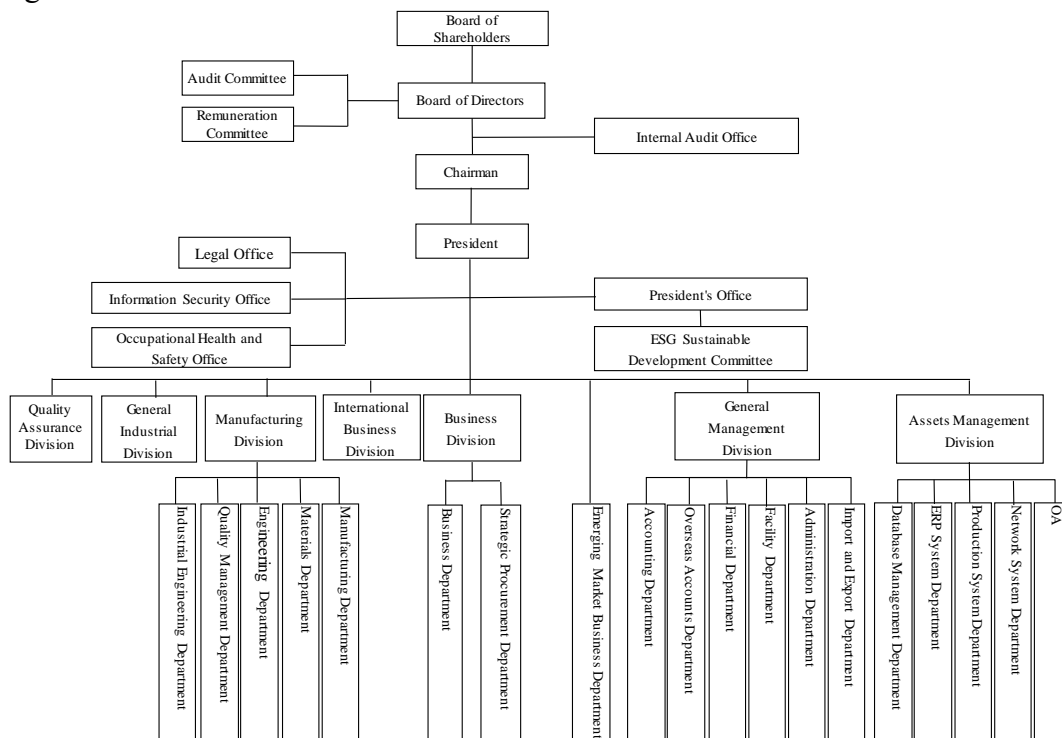 Board of
Shareholders
Audit Committee
Board of Directors
Remuneration
Committee
Internal Audit Office
Chairman
President
Legal Office
Information Security Office
President's Office
Occupational Health and
Safety Office
ESG Sustainable
Development Committee
Quality
Assurance
Division
General
Industrial
Division
Manufacturing
Division
International
Business
Division
Business
Division
General
Management
Division
Assets Management
Division
Industrial Engineering Department
Quality Management Department
Engineering Department
Materials Department
Manufacturing Department
Business Department
Strategic Procurement Department
Emerging Market Business Department
Accounting Department
Overseas Accounts Department
Financial Department
Facility Department
Administration Department
Import and Export Department
Database Management Department
ERP System Department
Production System Department
Network System Department
OA